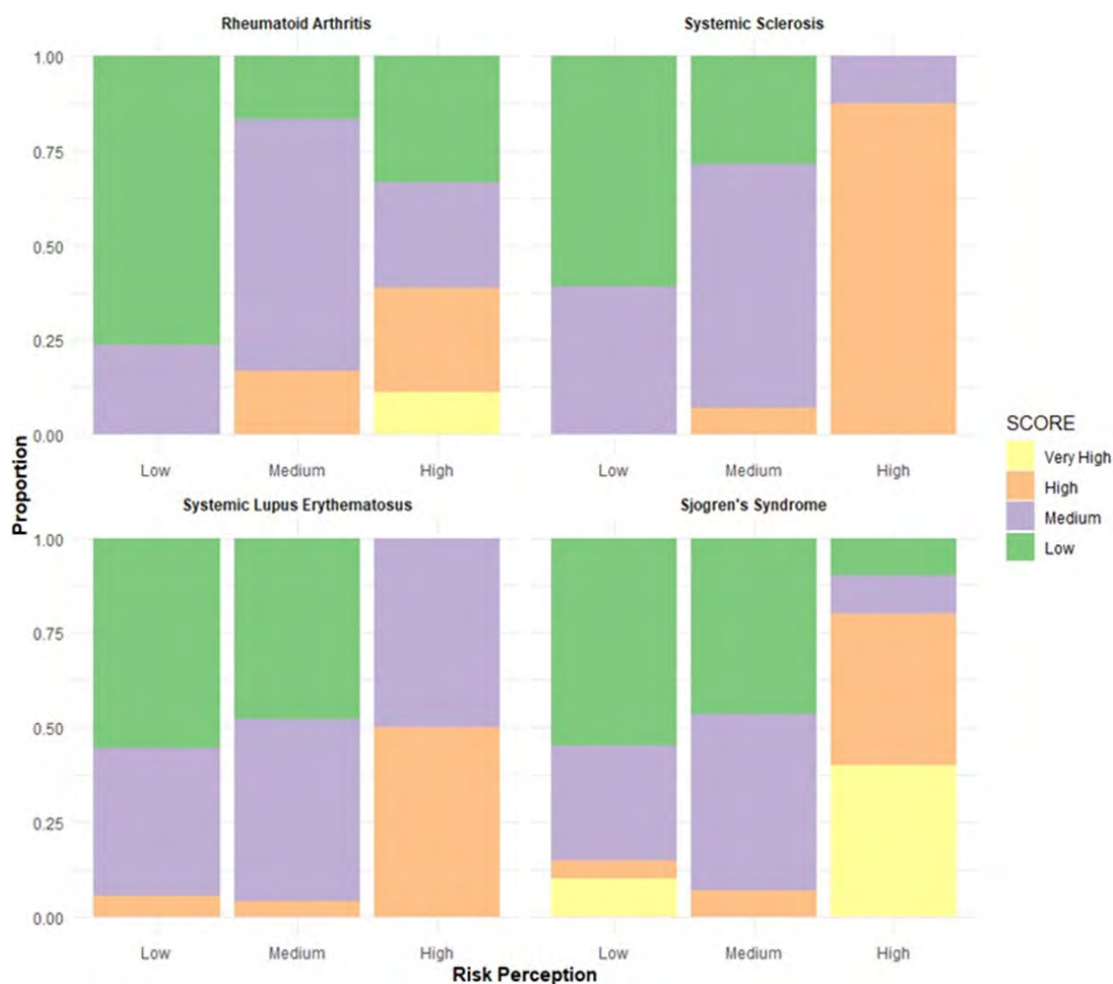 Rheumatoid Arthritis
Systemic Sclerosis
1.00
0.75
0.50
0.25
0.00
Low Medium High
Low Medium High
Systemic Lupus Erythematosus
Sjogren's Syndrome
1.00
0.75
0.50
0.25
0.00
Low Medium High
Low Medium High
Proportion
Risk Perception
SCORE
Very High
High
Medium
Low